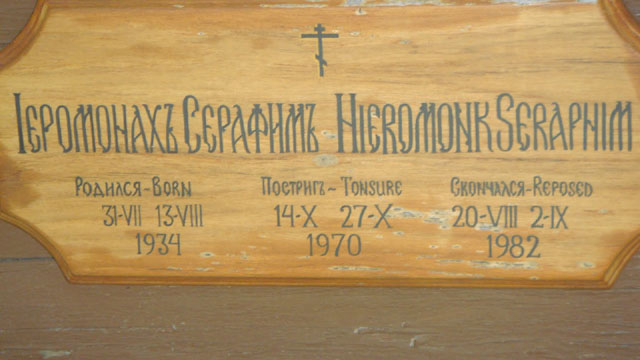 Іеромонахъ Серафимъ Hieromonk Seraphim
Родился-Born Постригъ~Tonsure Скончался-Reposed
31-VII 13-VIII 14-X 27-X 20-VIII 2-IX
1934 1970 1982